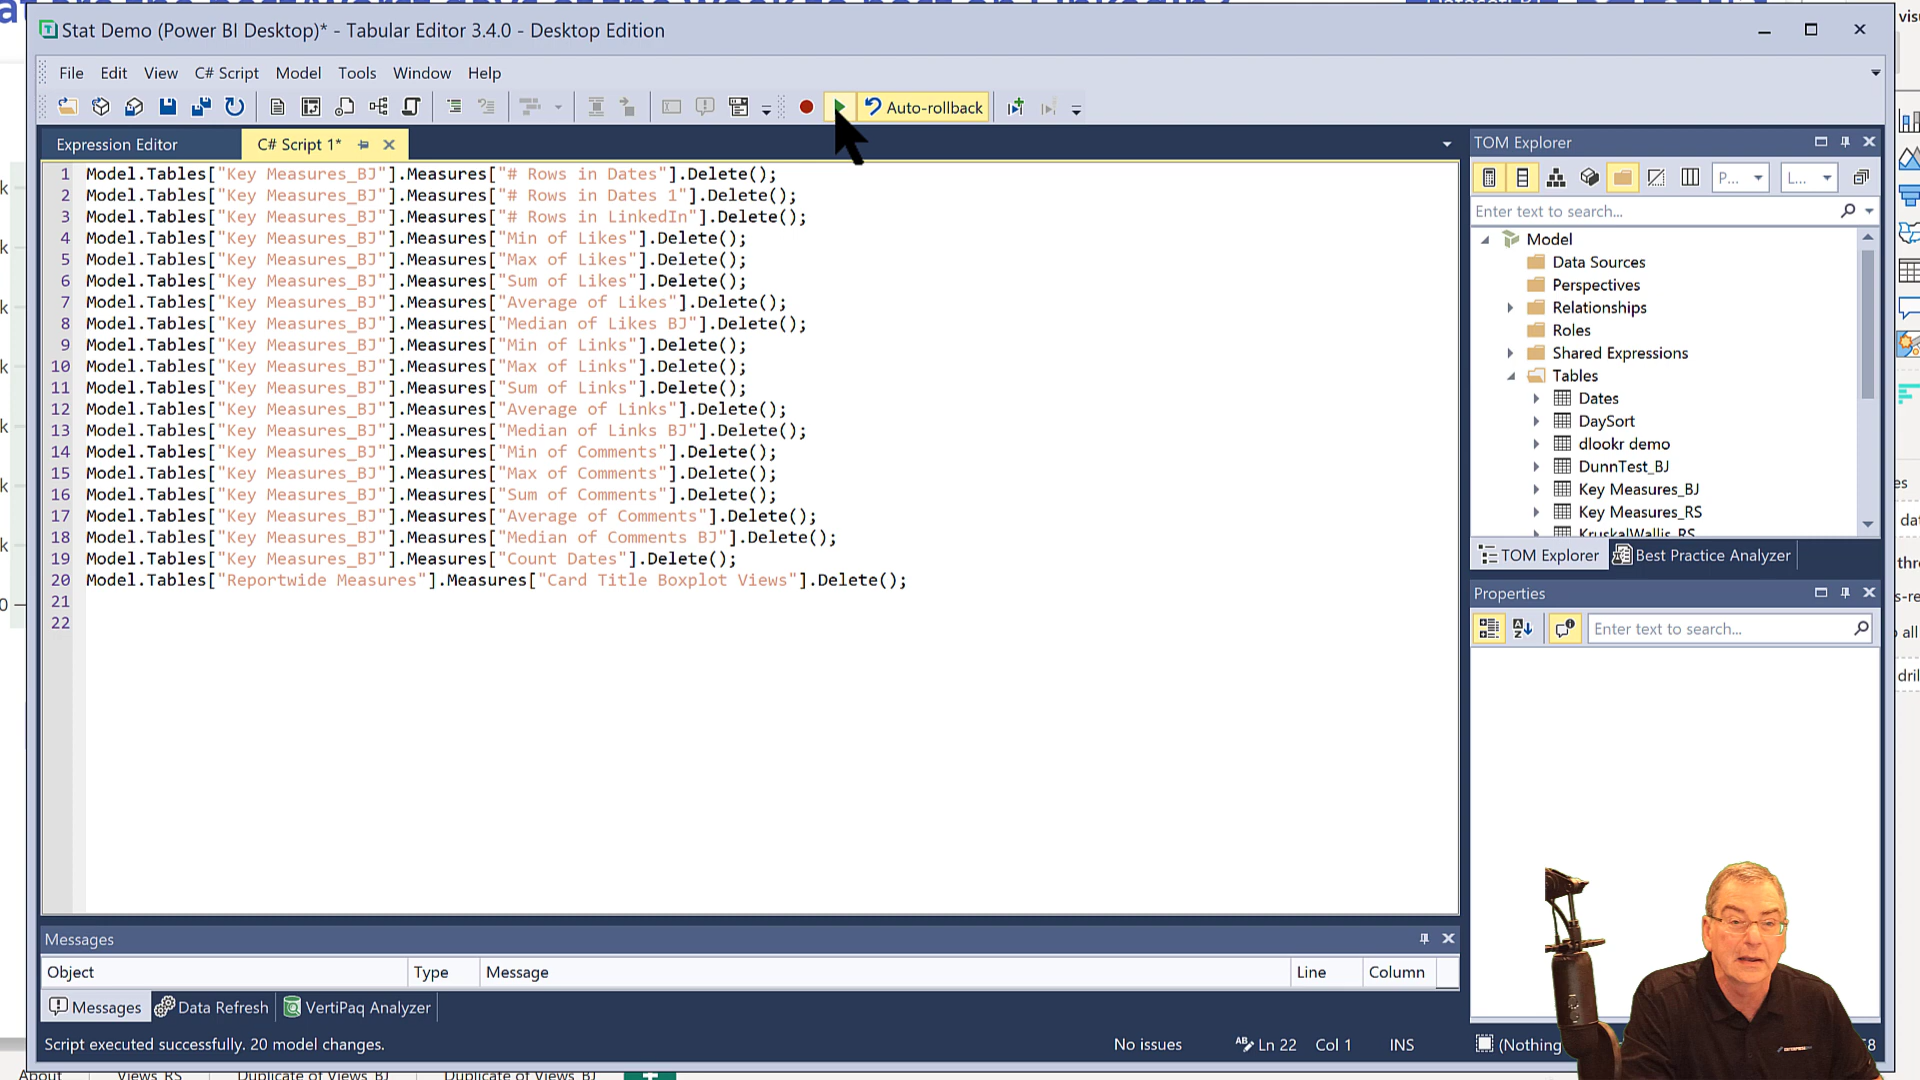 Stat Demo (Power BI Desktop)* - Tabular Editor 3.4.0 - Desktop Edition
File Edit View C# Script Model Tools Window Help
Auto-rollback
Expression Editor
C# Script 1*
1 Model.Tables["Key Measures_BJ"].Measures["# Rows in Dates"].Delete();
2 Model.Tables["Key Measures_BJ"].Measures["# Rows in Dates 1"].Delete();
3 Model.Tables["Key Measures_BJ"].Measures["# Rows in LinkedIn"].Delete();
4 Model.Tables["Key Measures_BJ"].Measures["Min of Likes"].Delete();
5 Model.Tables["Key Measures_BJ"].Measures["Max of Likes"].Delete();
6 Model.Tables["Key Measures_BJ"].Measures["Sum of Likes"].Delete();
7 Model.Tables["Key Measures_BJ"].Measures["Average of Likes"].Delete();
8 Model.Tables["Key Measures_BJ"].Measures["Median of Likes BJ"].Delete();
9 Model.Tables["Key Measures_BJ"].Measures["Min of Links"].Delete();
10 Model.Tables["Key Measures_BJ"].Measures["Max of Links"].Delete();
11 Model.Tables["Key Measures_BJ"].Measures["Sum of Links"].Delete();
12 Model.Tables["Key Measures_BJ"].Measures["Average of Links"].Delete();
13 Model.Tables["Key Measures_BJ"].Measures["Median of Links BJ"].Delete();
14 Model.Tables["Key Measures_BJ"].Measures["Min of Comments"].Delete();
15 Model.Tables["Key Measures_BJ"].Measures["Max of Comments"].Delete();
16 Model.Tables["Key Measures_BJ"].Measures["Sum of Comments"].Delete();
17 Model.Tables["Key Measures_BJ"].Measures["Average of Comments"].Delete();
18 Model.Tables["Key Measures_BJ"].Measures["Median of Comments BJ"].Delete();
19 Model.Tables["Key Measures_BJ"].Measures["Count Dates"].Delete();
20 Model.Tables["Reportwide Measures"].Measures["Card Title Boxplot Views"].Delete();
21
22
TOM Explorer
P... L...
Enter text to search...
Model
Data Sources
Perspectives
Relationships
Roles
Shared Expressions
Tables
Dates
DaySort
dlookr demo
DunnTest_BJ
Key Measures_BJ
Key Measures_RS
KruskalWallis_RS
TOM Explorer Best Practice Analyzer
Properties
Enter text to search...
Messages
Object Type Message Line Column
Messages Data Refresh VertiPaq Analyzer
Script executed successfully. 20 model changes.
No issues Ln 22 Col 1 INS
(Nothing
About Views_RS Duplicate of Views_BJ Duplicate of Views_BJ